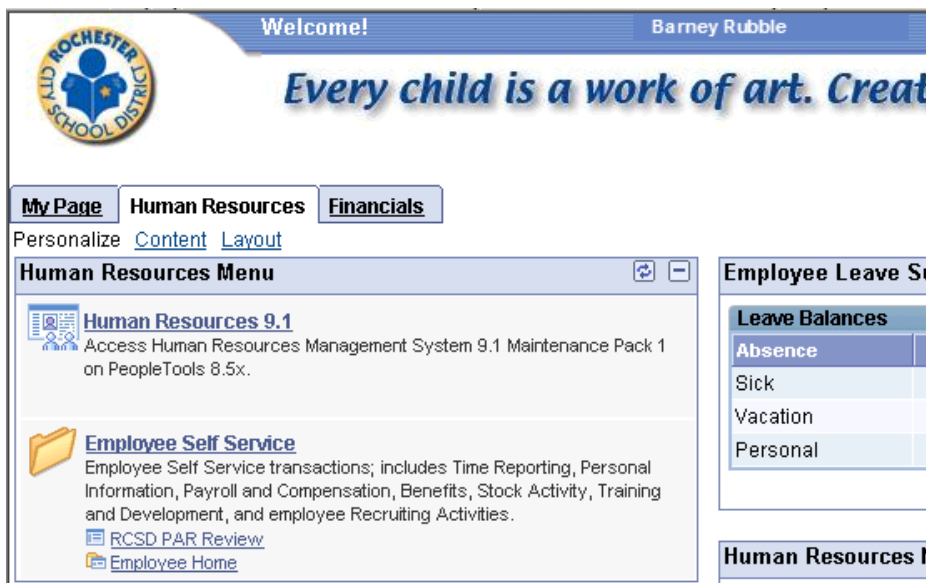 Welcome!
Barney Rubble
ROCHESTER
CITY SCHOOL DISTRICT
Every child is a work of art. Creat
My Page
Human Resources
Financials
Personalize Content Layout
Human Resources Menu
Human Resources 9.1
Access Human Resources Management System 9.1 Maintenance Pack 1
on PeopleTools 8.5x.
Employee Self Service
Employee Self Service transactions; includes Time Reporting, Personal
Information, Payroll and Compensation, Benefits, Stock Activity, Training
and Development, and employee Recruiting Activities.
RCSD PAR Review
Employee Home
Employee Leave Su
Leave Balances
Absence
Sick
Vacation
Personal
Human Resources